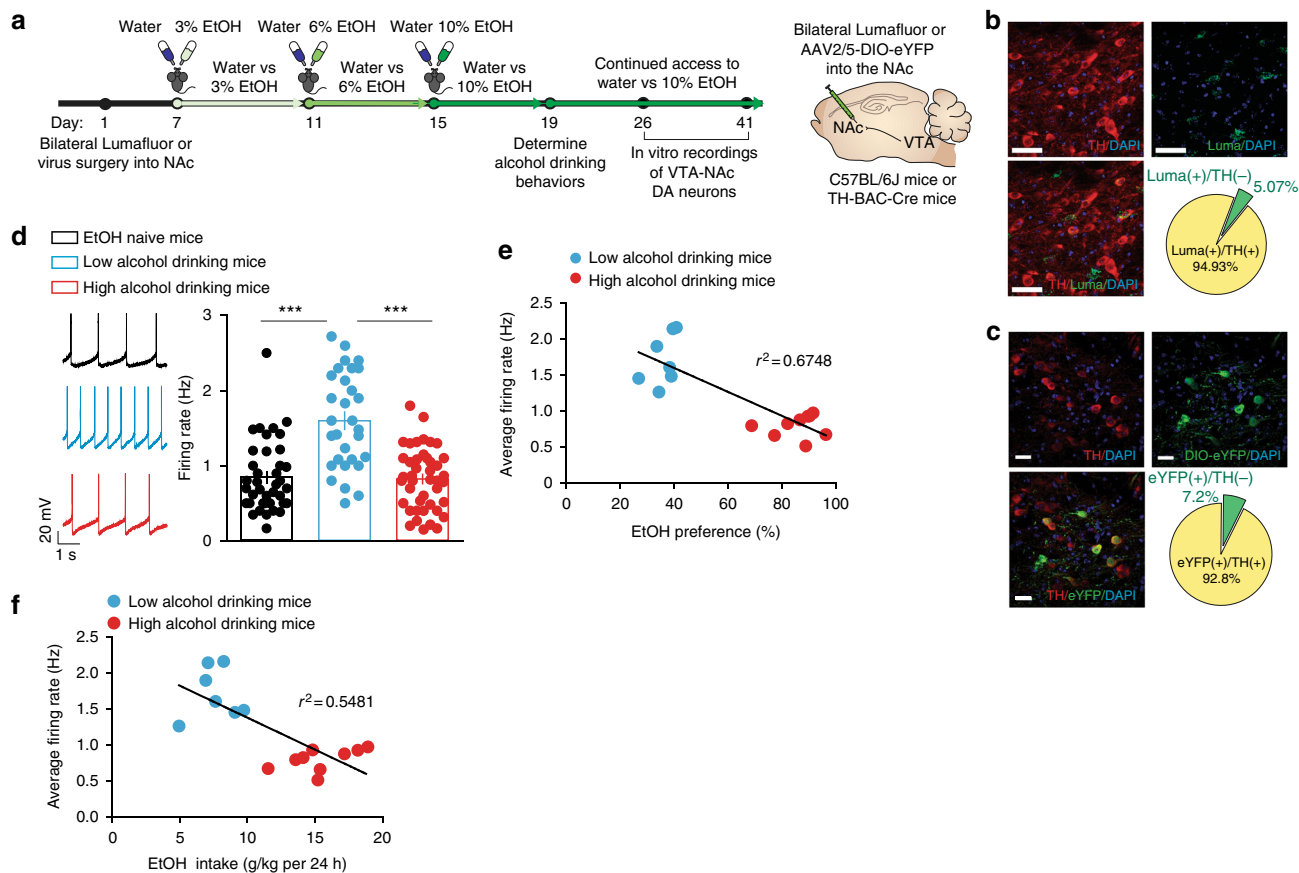 a
Water 3% EtOH
Water 6% EtOH
Water 10% EtOH
Water vs
3% EtOH
Water vs
6% EtOH
Water vs
10% EtOH
Continued access to
water vs 10% EtOH
Day: 1 7 11 15 19 26 41
Bilateral Lumafluor or
virus surgery into NAc
Determine
alcohol drinking
behaviors
In vitro recordings
of VTA-NAc
DA neurons
Bilateral Lumafluor or
AAV2/5-DIO-eYFP
into the NAc
NAc
VTA
C57BL/6J mice or
TH-BAC-Cre mice
b
TH/DAPI
Luma/DAPI
TH/Luma/DAPI
Luma(+)/TH(−)
5.07%
Luma(+)/TH(+)
94.93%
c
TH/DAPI
DIO-eYFP/DAPI
TH/eYFP/DAPI
eYFP(+)/TH(−)
7.2%
eYFP(+)/TH(+)
92.8%
d
EtOH naive mice
Low alcohol drinking mice
High alcohol drinking mice
20 mV
1 s
Firing rate (Hz)
3
2
1
0
***
***
e
Low alcohol drinking mice
High alcohol drinking mice
Average firing rate (Hz)
2.5
2.0
1.5
1.0
0.5
0.0
r²=0.6748
0 20 40 60 80 100
EtOH preference (%)
f
Low alcohol drinking mice
High alcohol drinking mice
Average firing rate (Hz)
2.5
2.0
1.5
1.0
0.5
0.0
r²=0.5481
0 5 10 15 20
EtOH intake (g/kg per 24 h)